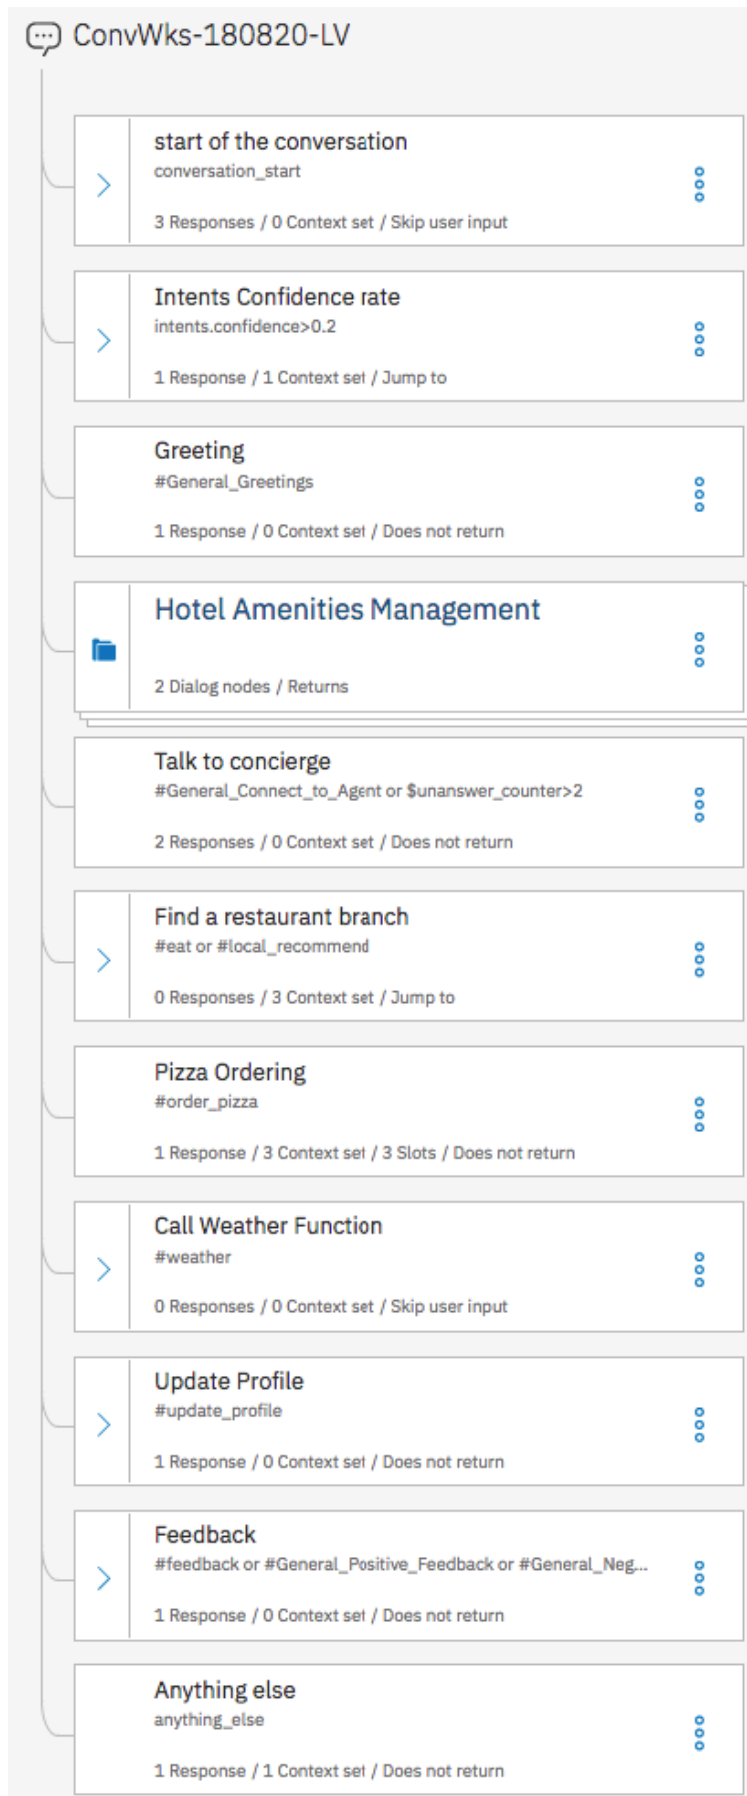 ConvWks-180820-LV
start of the conversation
conversation_start
3 Responses / 0 Context set / Skip user input
Intents Confidence rate
intents.confidence>0.2
1 Response / 1 Context set / Jump to
Greeting
#General_Greetings
1 Response / 0 Context set / Does not return
Hotel Amenities Management
2 Dialog nodes / Returns
Talk to concierge
#General_Connect_to_Agent or $unanswer_counter>2
2 Responses / 0 Context set / Does not return
Find a restaurant branch
#eat or #local_recommend
0 Responses / 3 Context set / Jump to
Pizza Ordering
#order_pizza
1 Response / 3 Context set / 3 Slots / Does not return
Call Weather Function
#weather
0 Responses / 0 Context set / Skip user input
Update Profile
#update_profile
1 Response / 0 Context set / Does not return
Feedback
#feedback or #General_Positive_Feedback or #General_Neg...
1 Response / 0 Context set / Does not return
Anything else
anything_else
1 Response / 1 Context set / Does not return